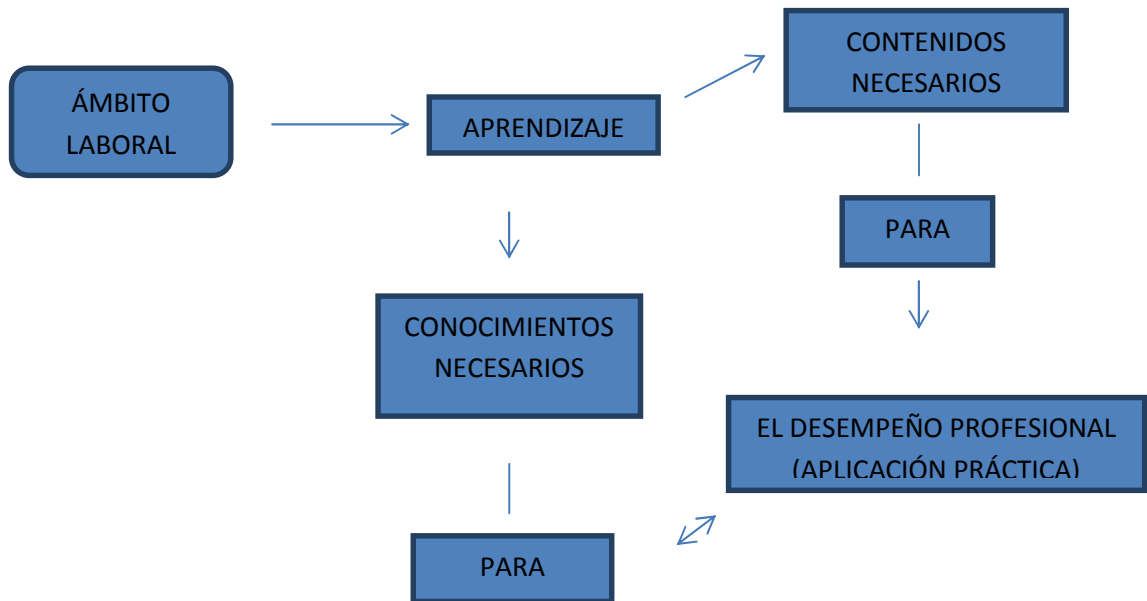 ÁMBITO
LABORAL
APRENDIZAJE
CONTENIDOS
NECESARIOS
PARA
CONOCIMIENTOS
NECESARIOS
EL DESEMPEÑO PROFESIONAL
(APLICACIÓN PRÁCTICA)
PARA